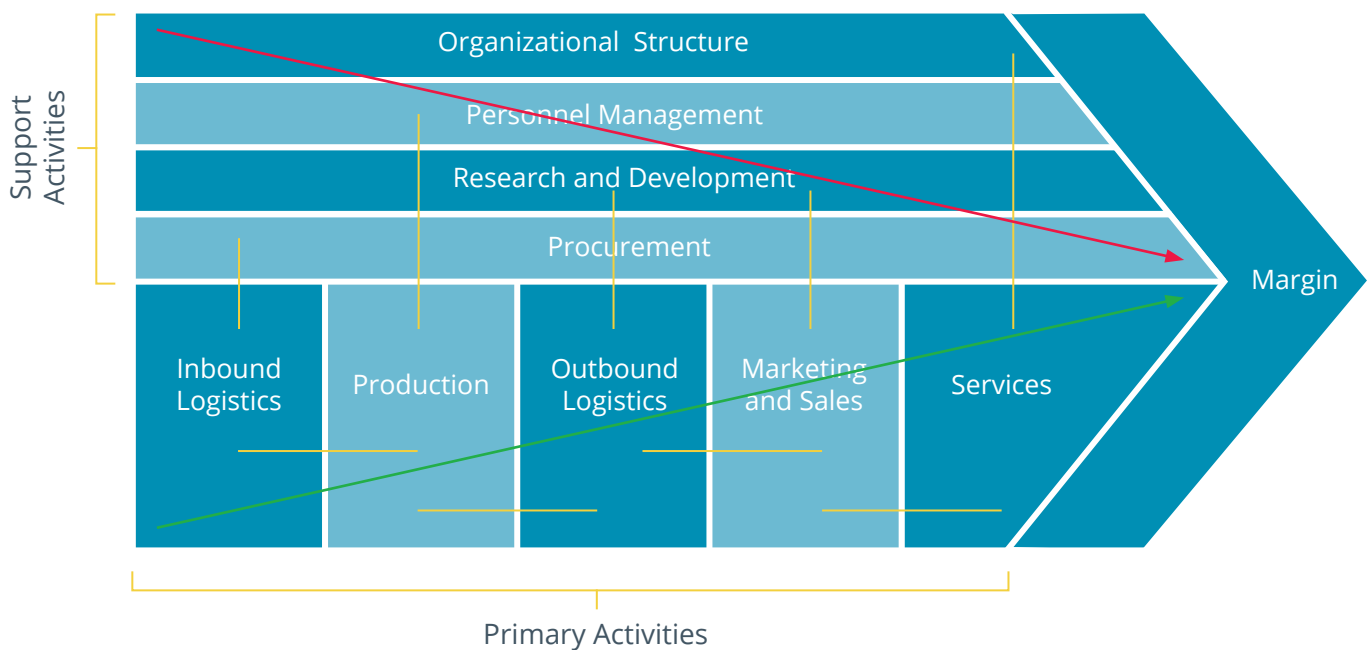 Support
Activities
Organizational Structure
Personnel Management
Research and Development
Procurement
Margin
Inbound
Logistics
Production
Outbound
Logistics
Marketing
and Sales
Services
Primary Activities